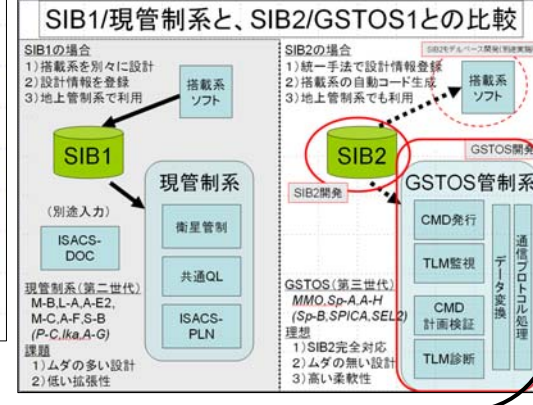 SIB1/現管制系と、SIB2/GSTOS1との比較
SIB1の場合
1)搭載系を別々に設計
2)設計情報を登録
3)地上管制系で利用
搭載系
ソフト
SIB1
(別途入力)
ISACS-
DOC
現管制系
衛星管制
共通QL
ISACS-
PLN
現管制系(第二世代)
M-B,L-A,A-E2,
M-C,A-F,S-B
(P-C,Ika,A-G)
課題
1)ムダの多い設計
2)低い拡張性
SIB2の場合
1)統一手法で設計情報登録
2)搭載系の自動コード生成
3)地上管制系でも利用
搭載系
ソフト
SIB2
SIB2開発
GSTOS開発
GSTOS管制系
CMD発行
TLM監視
CMD
計画検証
TLM診断
データ変換
通信プロトコル処理
GSTOS(第三世代)
MMO,Sp-A,A-H
(Sp-B,SPICA,SEL2)
理想
1)SIB2完全対応
2)ムダの無い設計
3)高い柔軟性